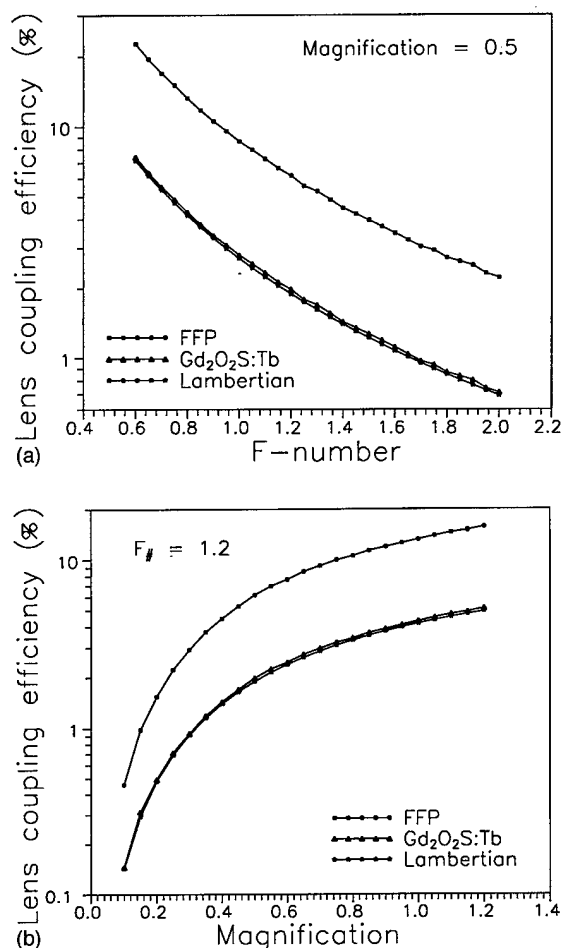 Lens coupling efficiency (%)
Magnification = 0.5
10
1
FFP
Gd₂O₂S:Tb
Lambertian
0.4 0.6 0.8 1.0 1.2 1.4 1.6 1.8 2.0 2.2
(a)
F-number
Lens coupling efficiency (%)
F# = 1.2
10
1
0.1
FFP
Gd₂O₂S:Tb
Lambertian
0.0 0.2 0.4 0.6 0.8 1.0 1.2 1.4
(b)
Magnification